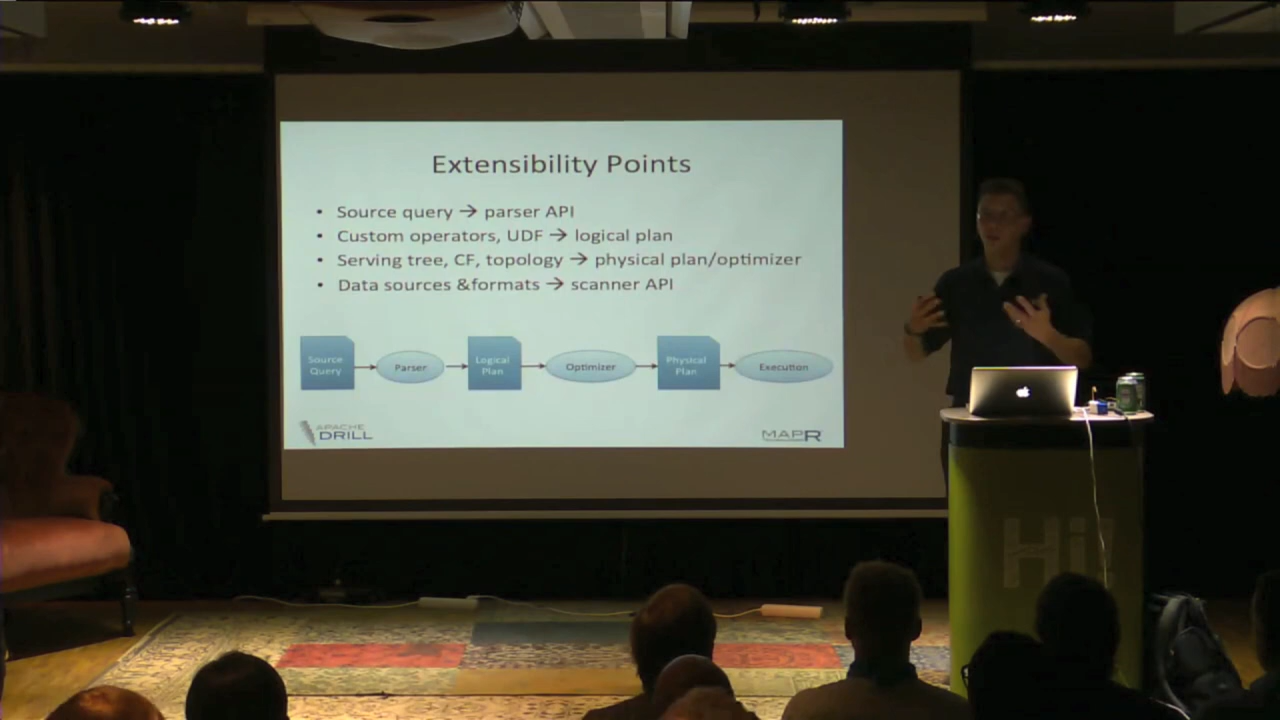 Extensibility Points
• Source query → parser API
• Custom operators, UDF → logical plan
• Serving tree, CF, topology → physical plan/optimizer
• Data sources &formats → scanner API
Source
Query
Parser
Logical
Plan
Optimizer
Physical
Plan
Execution
APACHE
DRILL
MAPR
Hi